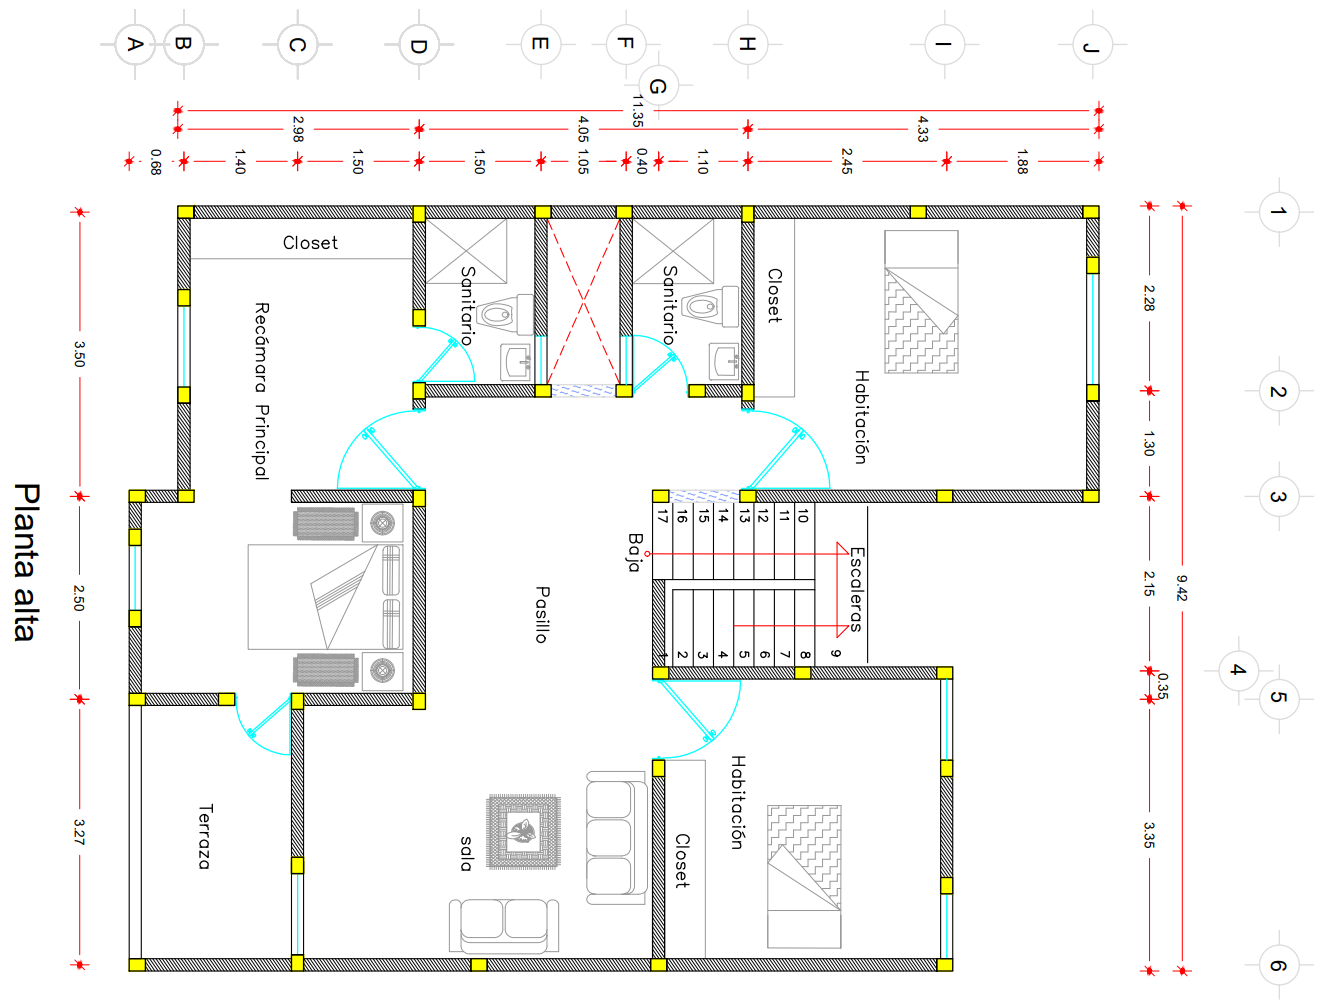 A
B
C
D
E
F
G
H
I
J
11.35
2.98
4.05
4.33
0.68
1.40
1.50
1.50
1.05
0.40
1.10
2.45
1.88
1
2
3
4
5
6
3.50
2.50
3.27
2.28
1.30
2.15
0.35
3.35
9.42
Closet
Recámara Principal
Sanitario
Sanitario
Closet
Habitación
17
16
15
14
13
12
11
10
Baja
Escaleras
1
2
3
4
5
6
7
8
9
Pasillo
Habitación
Closet
sala
Terraza
Planta alta